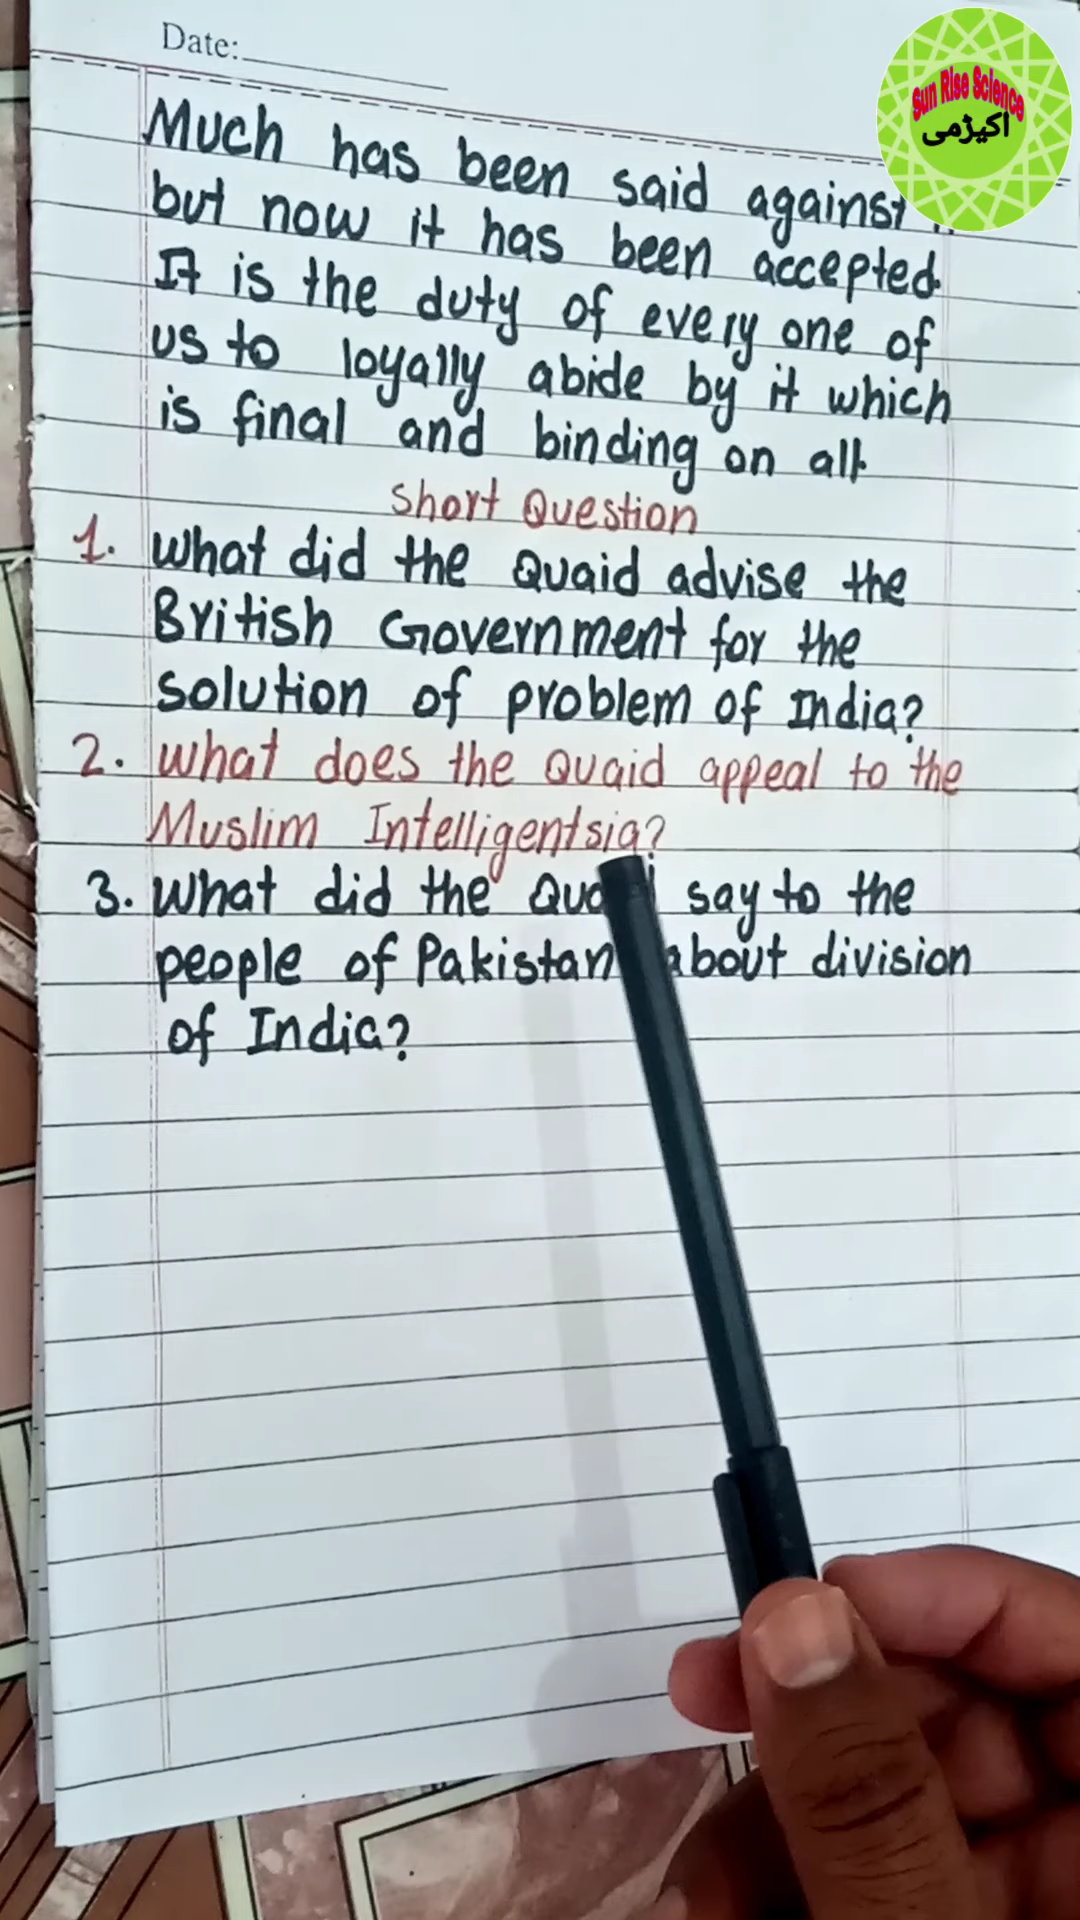 Date:
Sun Rise Science
اکیڈمی
Much has been said against
but now it has been accepted.
It is the duty of every one of
us to loyally abide by it which
is final and binding on all.
Short Question
1. What did the Quaid advise the
British Government for the
solution of problem of India?
2. What does the Quaid appeal to the
Muslim Intelligentsia?
3. What did the say to the
people of Pakistan about division
of India?